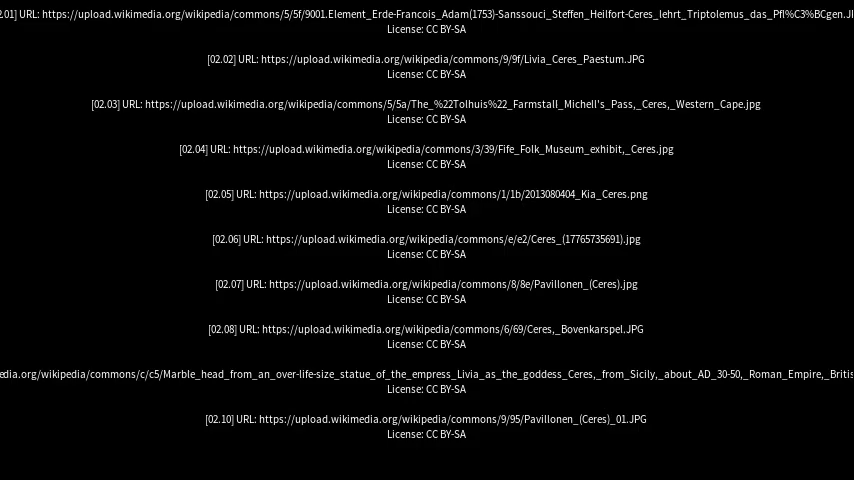 2.01] URL: https://upload.wikimedia.org/wikipedia/commons/5/5f/9001.Element_Erde-Francois_Adam(1753)-Sanssouci_Steffen_Heilfort-Ceres_lehrt_Triptolemus_das_Pfl%C3%BCgen.JI
License: CC BY-SA
[02.02] URL: https://upload.wikimedia.org/wikipedia/commons/9/9f/Livia_Ceres_Paestum.JPG
License: CC BY-SA
[02.03] URL: https://upload.wikimedia.org/wikipedia/commons/5/5a/The_%22Tolhuis%22_Farmstall_Michell's_Pass,_Ceres,_Western_Cape.jpg
License: CC BY-SA
[02.04] URL: https://upload.wikimedia.org/wikipedia/commons/3/39/Fife_Folk_Museum_exhibit,_Ceres.jpg
License: CC BY-SA
[02.05] URL: https://upload.wikimedia.org/wikipedia/commons/1/1b/2013080404_Kia_Ceres.png
License: CC BY-SA
[02.06] URL: https://upload.wikimedia.org/wikipedia/commons/e/e2/Ceres_(17765735691).jpg
License: CC BY-SA
[02.07] URL: https://upload.wikimedia.org/wikipedia/commons/8/8e/Pavillonen_(Ceres).jpg
License: CC BY-SA
[02.08] URL: https://upload.wikimedia.org/wikipedia/commons/6/69/Ceres,_Bovenkarspel.JPG
License: CC BY-SA
edia.org/wikipedia/commons/c/c5/Marble_head_from_an_over-life-size_statue_of_the_empress_Livia_as_the_goddess_Ceres,_from_Sicily,_about_AD_30-50,_Roman_Empire,_Britis
License: CC BY-SA
[02.10] URL: https://upload.wikimedia.org/wikipedia/commons/9/95/Pavillonen_(Ceres)_01.JPG
License: CC BY-SA